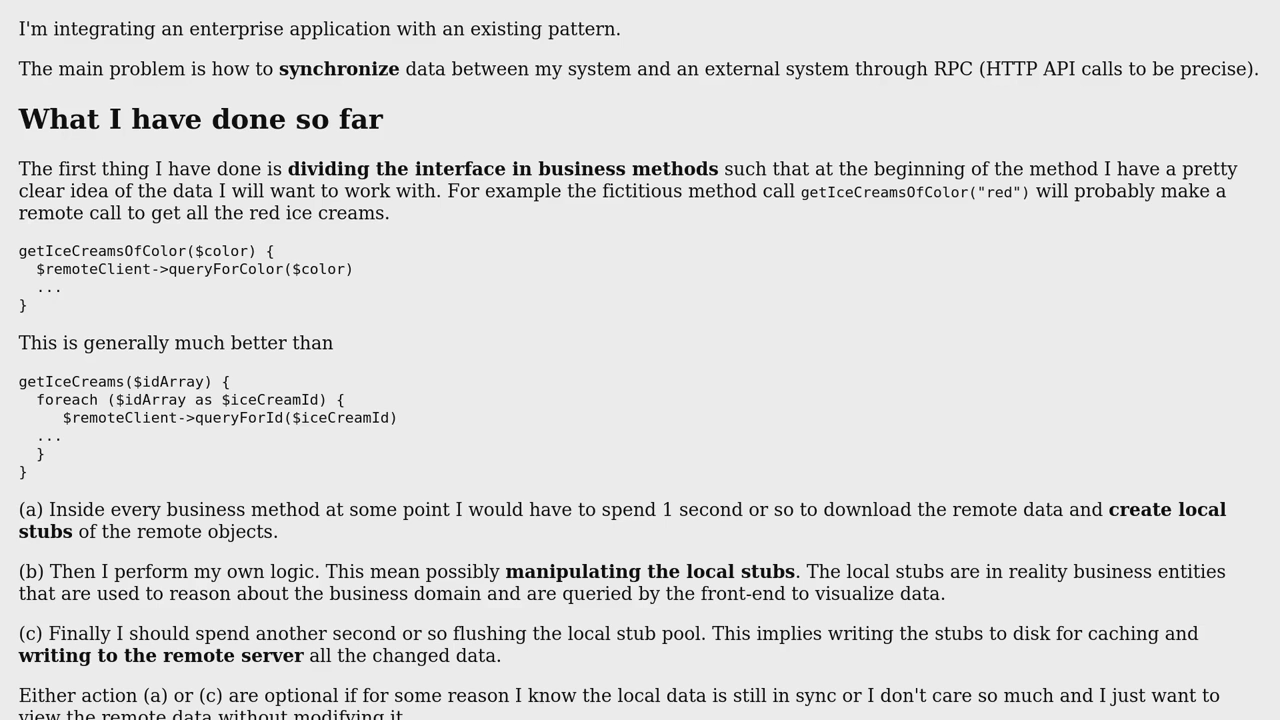 I'm integrating an enterprise application with an existing pattern.
The main problem is how to synchronize data between my system and an external system through RPC (HTTP API calls to be precise).
What I have done so far
The first thing I have done is dividing the interface in business methods such that at the beginning of the method I have a pretty
clear idea of the data I will want to work with. For example the fictitious method call getIceCreamsOfColor("red") will probably make a
remote call to get all the red ice creams.
getIceCreamsOfColor($color) {
  $remoteClient->queryForColor($color)
  ...
}
This is generally much better than
getIceCreams($idArray) {
  foreach ($idArray as $iceCreamId) {
     $remoteClient->queryForId($iceCreamId)
  ...
  }
}
(a) Inside every business method at some point I would have to spend 1 second or so to download the remote data and create local
stubs of the remote objects.
(b) Then I perform my own logic. This mean possibly manipulating the local stubs. The local stubs are in reality business entities
that are used to reason about the business domain and are queried by the front-end to visualize data.
(c) Finally I should spend another second or so flushing the local stub pool. This implies writing the stubs to disk for caching and
writing to the remote server all the changed data.
Either action (a) or (c) are optional if for some reason I know the local data is still in sync or I don't care so much and I just want to
view the remote data without modifying it.